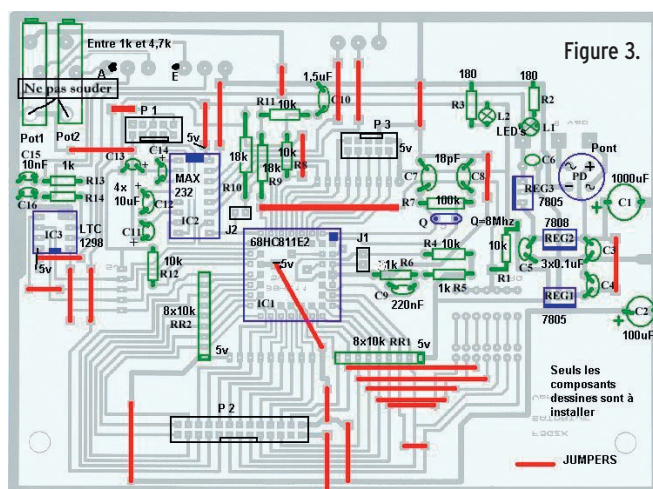 Figure 3.
Entre 1k et 4,7k
A
E
Ne pas souder
Pot1
Pot2
P 1
5v
1,5uF
C10
R11
10k
P 3
5v
180
180
R3
L2
R2
L1
LED's
C6
Pont
PD
REG3
7805
1000uF
C1
C15
10nF
C16
1k
R13
R14
C13
C14
4x
10uF
C12
C11
MAX
232
IC2
18k
R10
18k
R9
10k
R8
18pF
C7
C8
R7
100k
Q
Q=8Mhz
J2
IC3
LTC
1298
5v
10k
R12
68HC811E2
5v
IC1
J1
R4
10k
1k
R6
C9
220nF
1k
R5
10k
R1
7808
REG2
3x0.1uF
C5
C3
REG1
7805
C4
C2
100uF
8x10k
RR2
5v
8x10k
RR1
5v
P 2
Seuls les
composants
dessines sont à
installer
JUMPERS